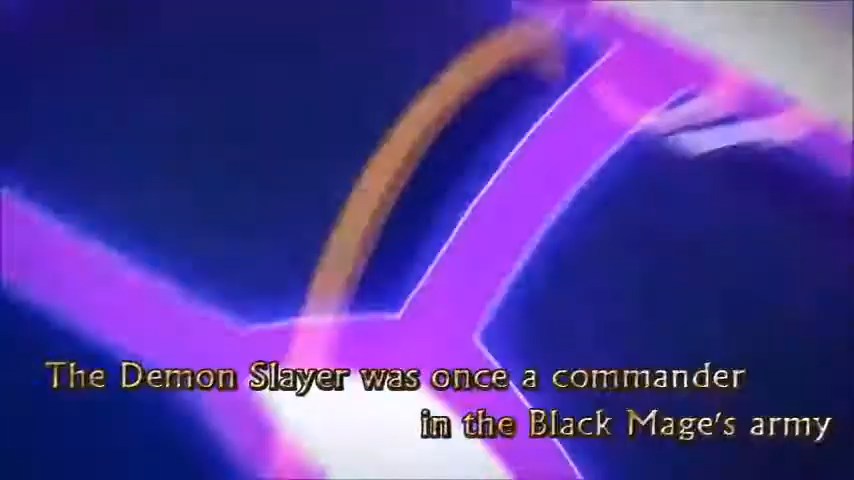 The Demon Slayer was once a commander
in the Black Mage's army